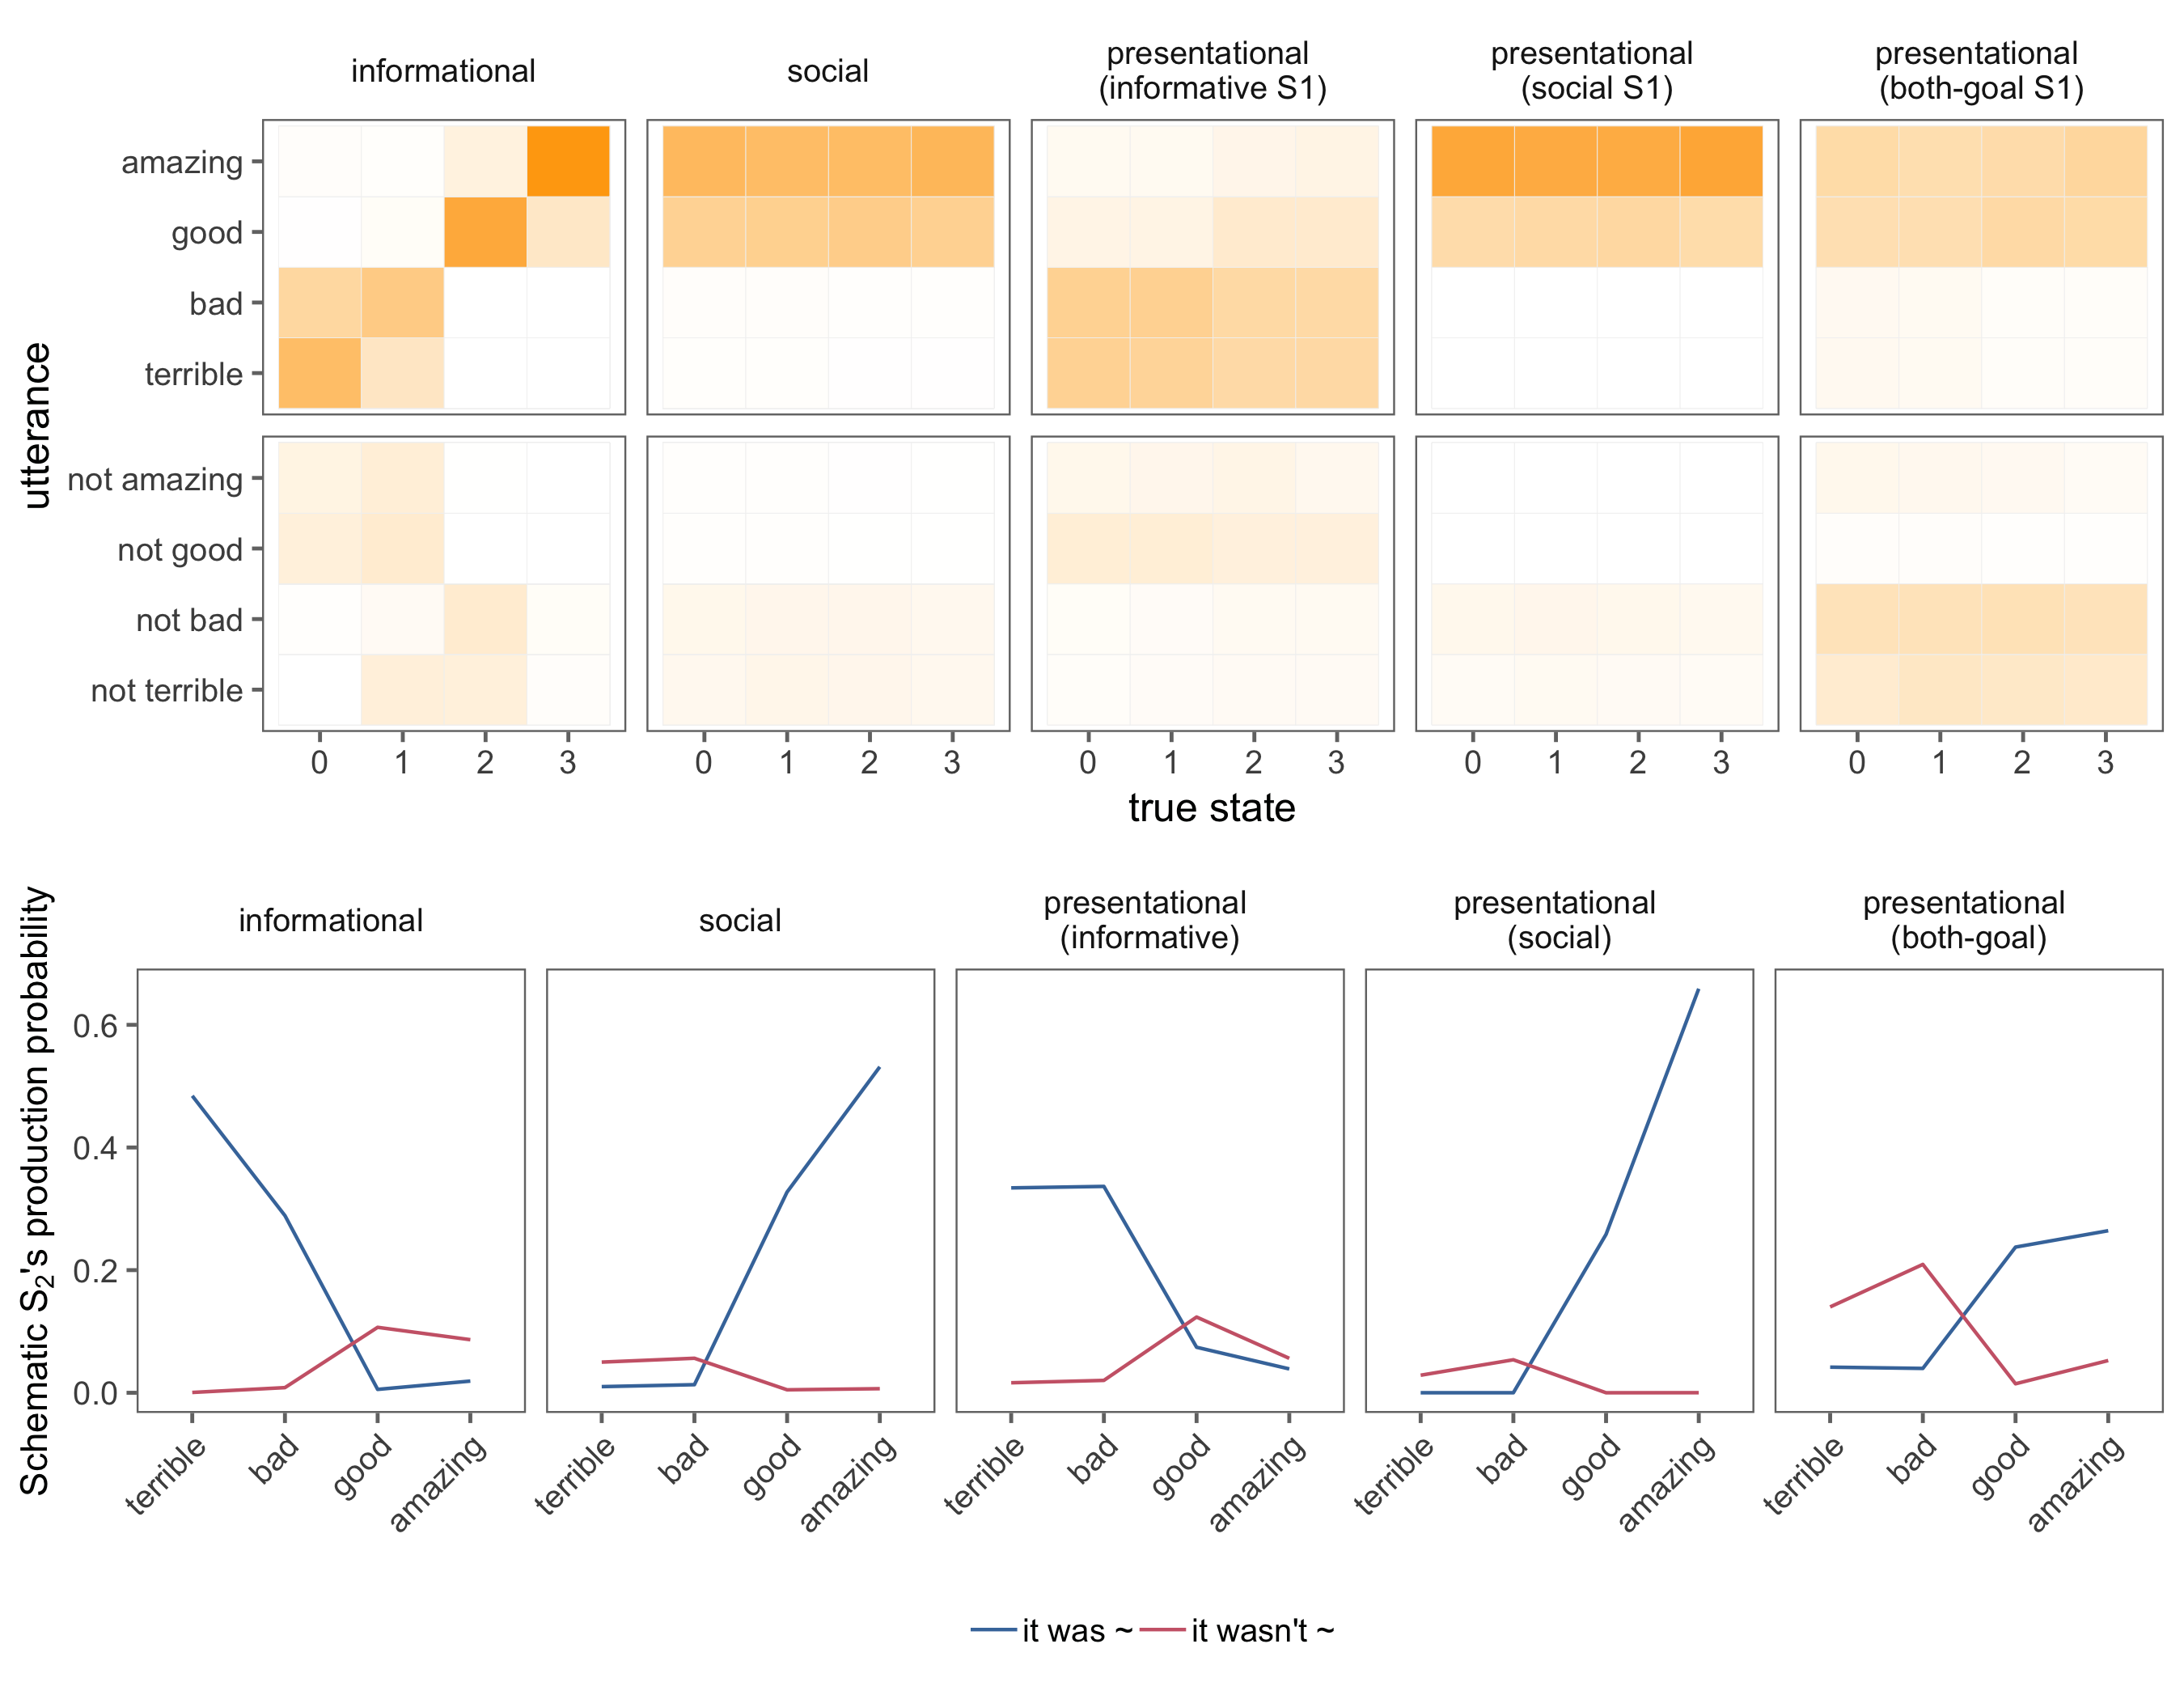 informational
social
presentational
(informative S1)
presentational
(social S1)
presentational
(both-goal S1)
utterance
amazing
good
bad
terrible
not amazing
not good
not bad
not terrible
0 1 2 3
0 1 2 3
0 1 2 3
0 1 2 3
0 1 2 3
true state
informational
social
presentational
(informative)
presentational
(social)
presentational
(both-goal)
Schematic S₂'s production probability
0.6
0.4
0.2
0.0
terrible bad good amazing
terrible bad good amazing
terrible bad good amazing
terrible bad good amazing
terrible bad good amazing
it was ~ it wasn't ~